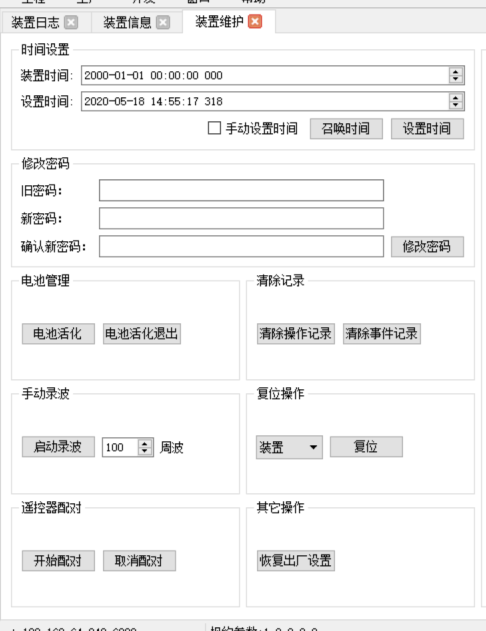 装置日志 装置信息 装置维护
时间设置
装置时间: 2000-01-01 00:00:00 000
设置时间: 2020-05-18 14:55:17 318
手动设置时间 召唤时间 设置时间
修改密码
旧密码:
新密码:
确认新密码: 修改密码
电池管理 清除记录
电池活化 电池活化退出 清除操作记录 清除事件记录
手动录波 复位操作
启动录波 100 周波 装置 复位
遥控器配对 其它操作
开始配对 取消配对 恢复出厂设置